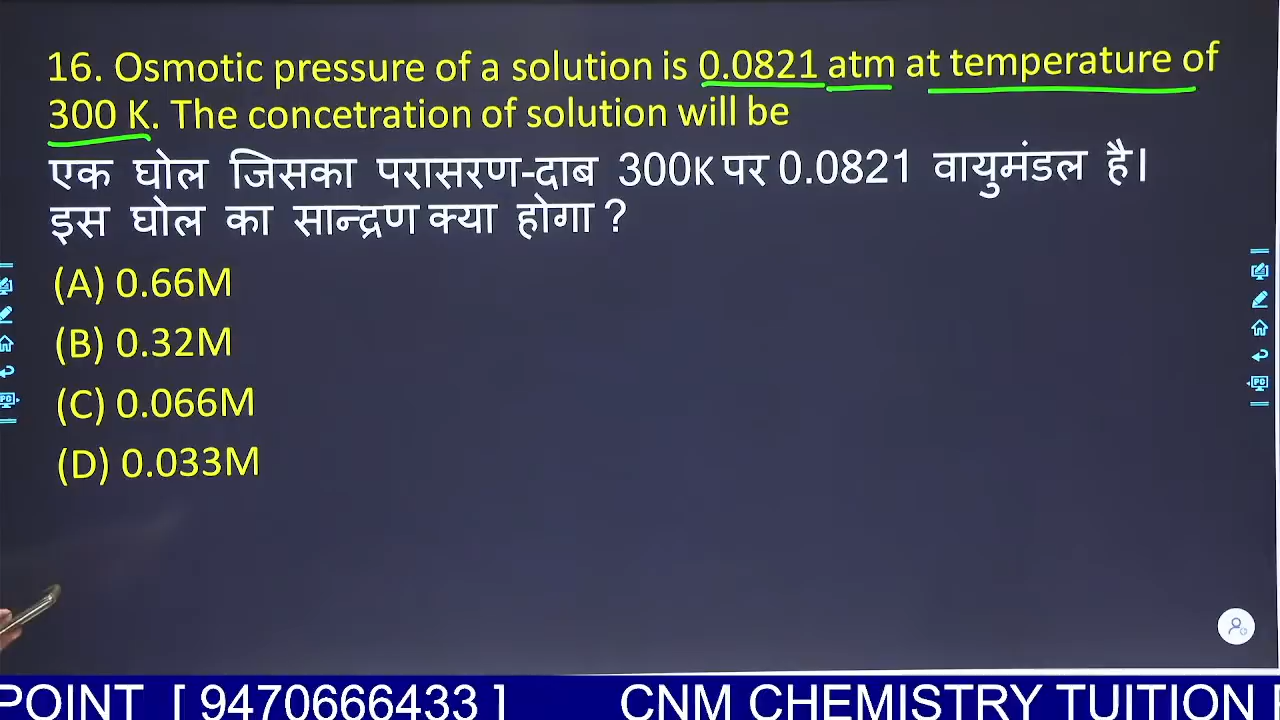 16. Osmotic pressure of a solution is 0.0821 atm at temperature of
300 K. The concetration of solution will be
एक घोल जिसका परासरण-दाब 300K पर 0.0821 वायुमंडल है।
इस घोल का सान्द्रण क्या होगा ?
(A) 0.66M
(B) 0.32M
(C) 0.066M
(D) 0.033M
POINT [ 9470666433 ] CNM CHEMISTRY TUITION P